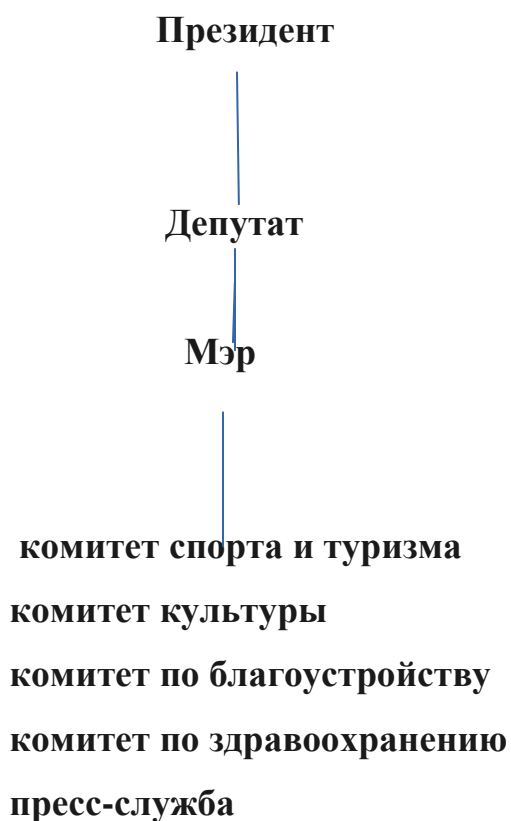 Президент
Депутат
Мэр
комитет спорта и туризма
комитет культуры
комитет по благоустройству
комитет по здравоохранению
пресс-служба